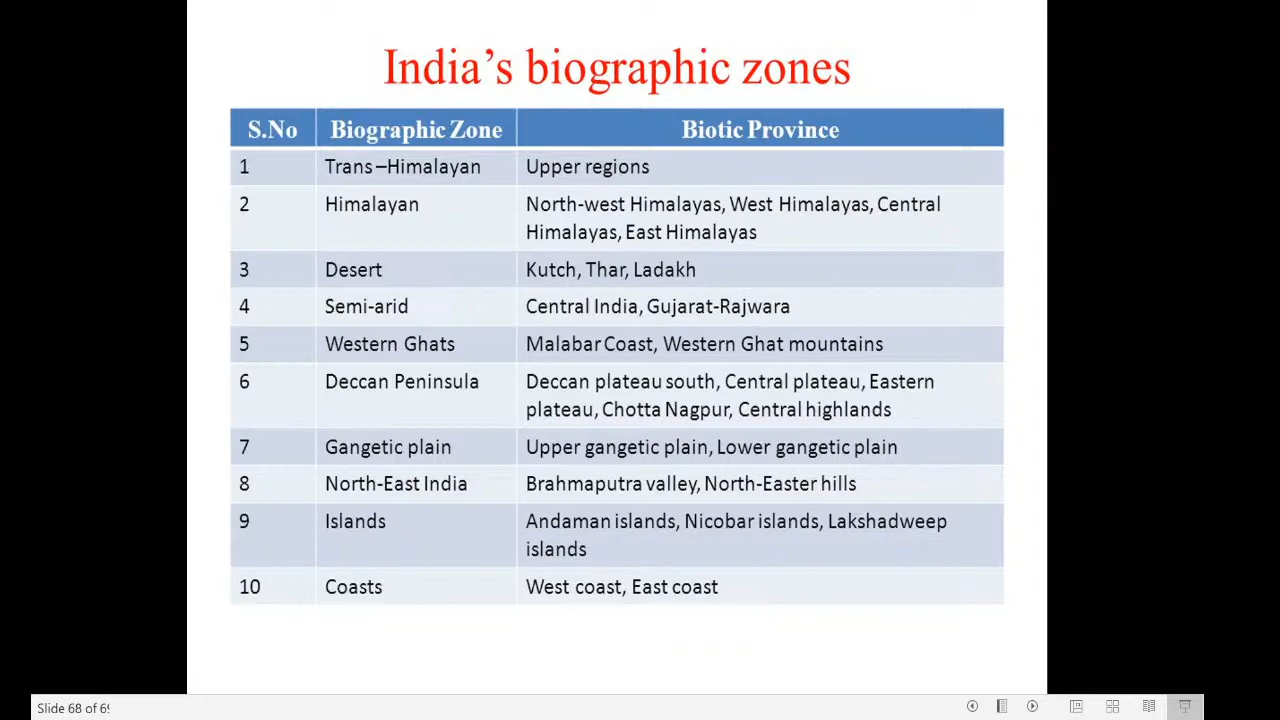 India's biographic zones
S.No Biographic Zone Biotic Province
1 Trans –Himalayan Upper regions
2 Himalayan North-west Himalayas, West Himalayas, Central
Himalayas, East Himalayas
3 Desert Kutch, Thar, Ladakh
4 Semi-arid Central India, Gujarat-Rajwara
5 Western Ghats Malabar Coast, Western Ghat mountains
6 Deccan Peninsula Deccan plateau south, Central plateau, Eastern
plateau, Chotta Nagpur, Central highlands
7 Gangetic plain Upper gangetic plain, Lower gangetic plain
8 North-East India Brahmaputra valley, North-Easter hills
9 Islands Andaman islands, Nicobar islands, Lakshadweep
islands
10 Coasts West coast, East coast
Slide 68 of 69